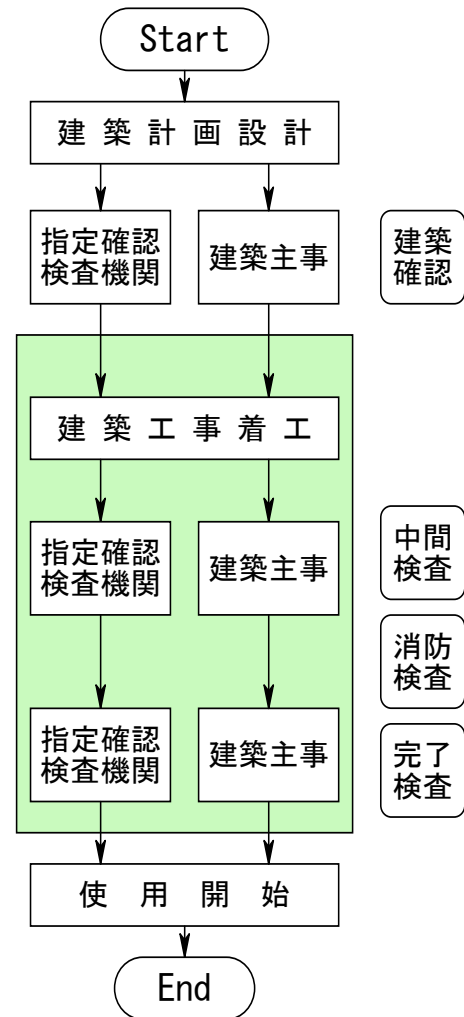 Start
建築計画設計
指定確認
検査機関
建築主事
建築
確認
建築工事着工
指定確認
検査機関
建築主事
中間
検査
消防
検査
指定確認
検査機関
建築主事
完了
検査
使用開始
End